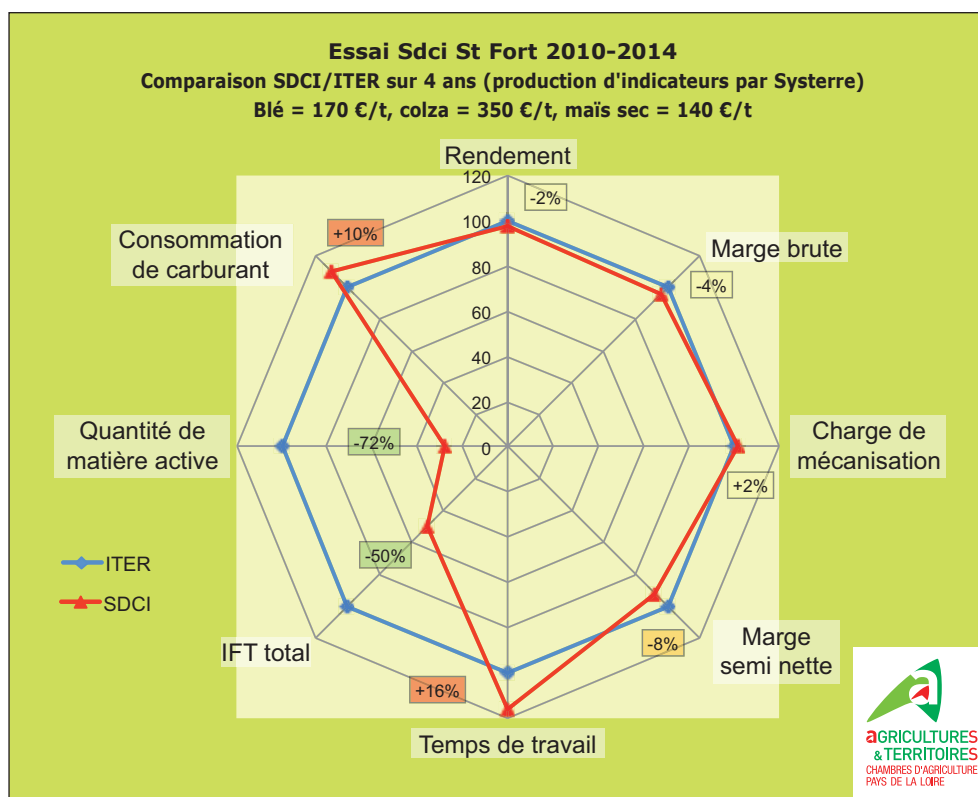 Essai Sdci St Fort 2010-2014
Comparaison SDCI/ITER sur 4 ans (production d'indicateurs par Systerre)
Blé = 170 €/t, colza = 350 €/t, maïs sec = 140 €/t
Rendement
120
-2%
100
+10%
Consommation
de carburant
Marge brute
-4%
80
60
40
20
0
Quantité de
matière active
-72%
Charge de
mécanisation
+2%
-50%
ITER
SDCI
IFT total
-8%
Marge
semi nette
+16%
Temps de travail
aGRICULTURES
& TERRITOIRES
CHAMBRES D'AGRICULTURE
PAYS DE LA LOIRE